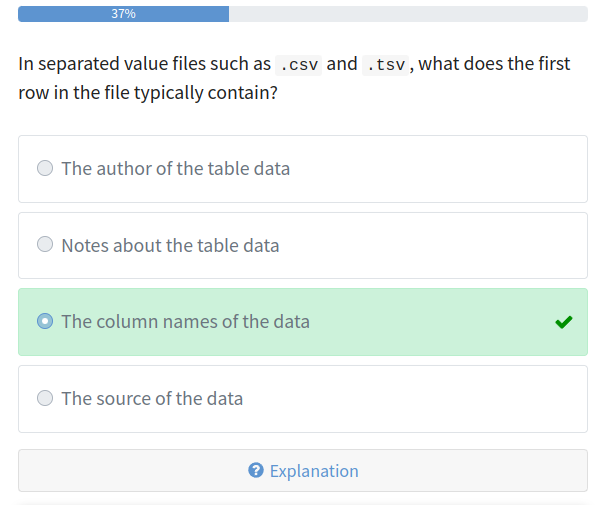 37%
In separated value files such as .csv and .tsv, what does the first
row in the file typically contain?
The author of the table data
Notes about the table data
The column names of the data
The source of the data
Explanation